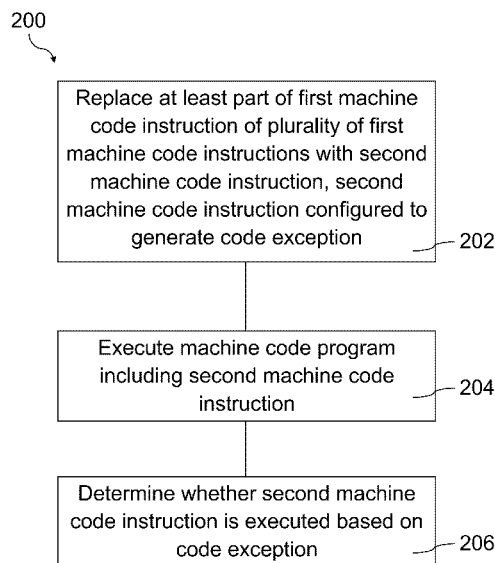 200
Replace at least part of first machine
code instruction of plurality of first
machine code instructions with second
machine code instruction, second
machine code instruction configured to
generate code exception
202
Execute machine code program
including second machine code
instruction
204
Determine whether second machine
code instruction is executed based on
code exception
206